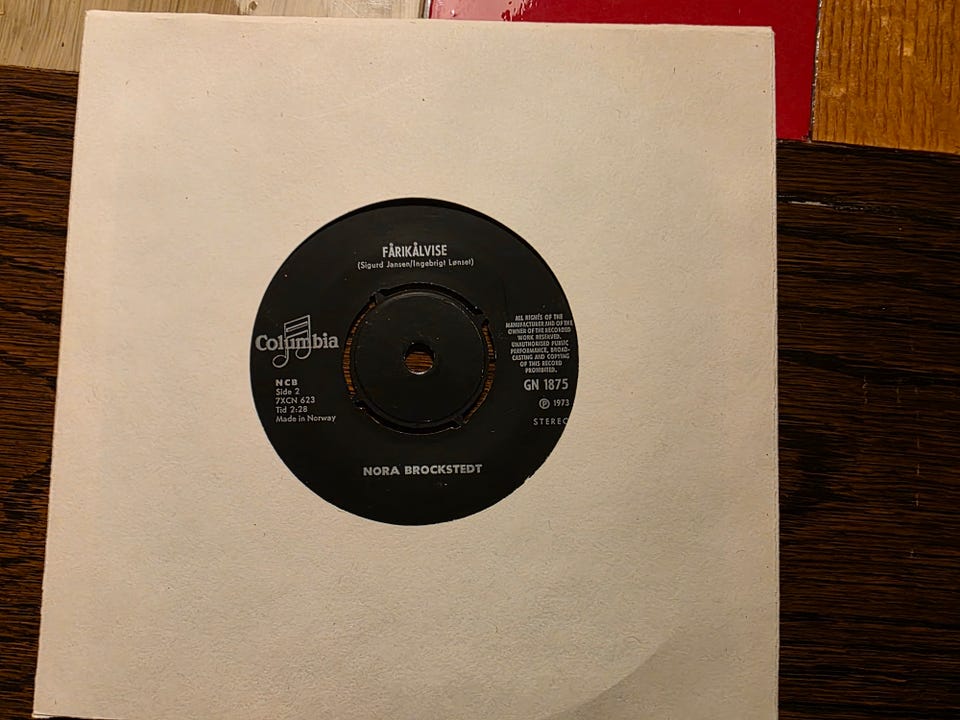 FÅRIKÅLVISE
(Sigurd Jansen/Ingebrigt Lønset)
Columbia
NCB
Side 2
7XCN 623
Tid 2:28
Made in Norway
ALL RIGHTS OF THE
MANUFACTURER AND OF THE
OWNER OF THE RECORDED
WORK RESERVED.
UNAUTHORISED PUBLIC
PERFORMANCE, BROAD-
CASTING AND COPYING
OF THIS RECORD
PROHIBITED.
GN 1875
℗ 1973
STEREO
NORA BROCKSTEDT